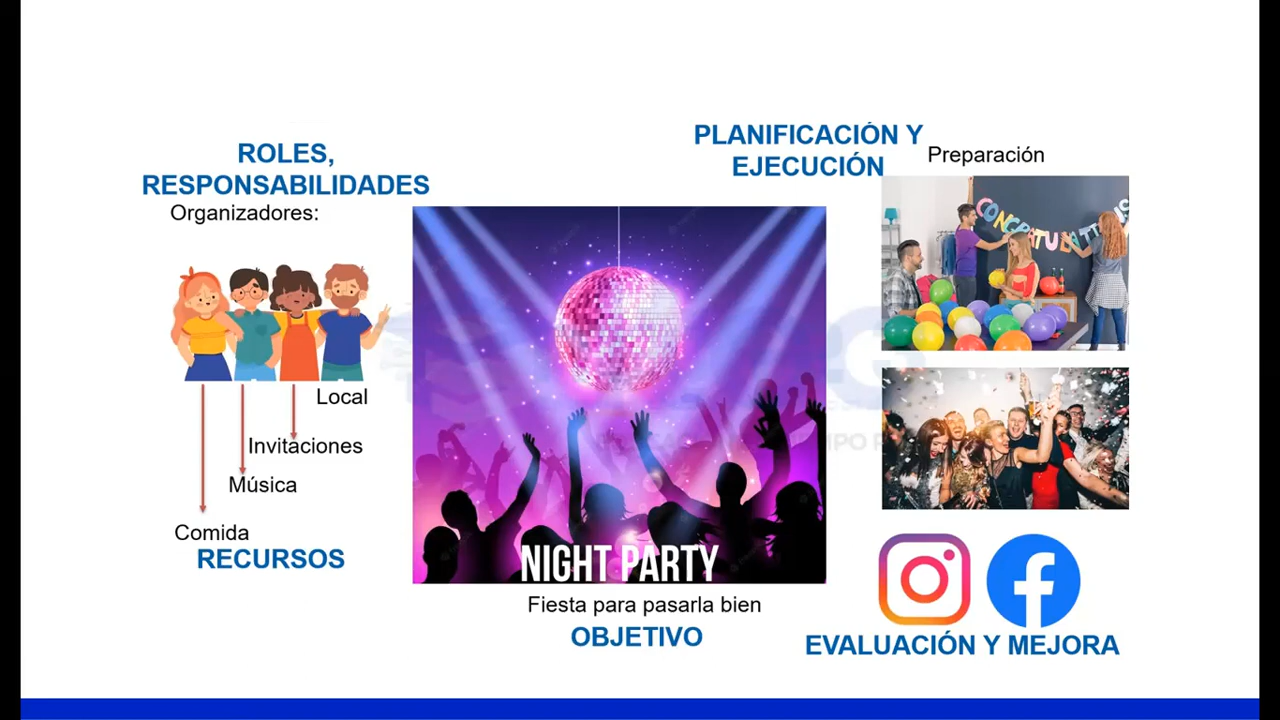 ROLES,
RESPONSABILIDADES
Organizadores:
Local
Invitaciones
Música
Comida
RECURSOS
NIGHT PARTY
Fiesta para pasarla bien
OBJETIVO
PLANIFICACIÓN Y
EJECUCIÓN
Preparación
EVALUACIÓN Y MEJORA